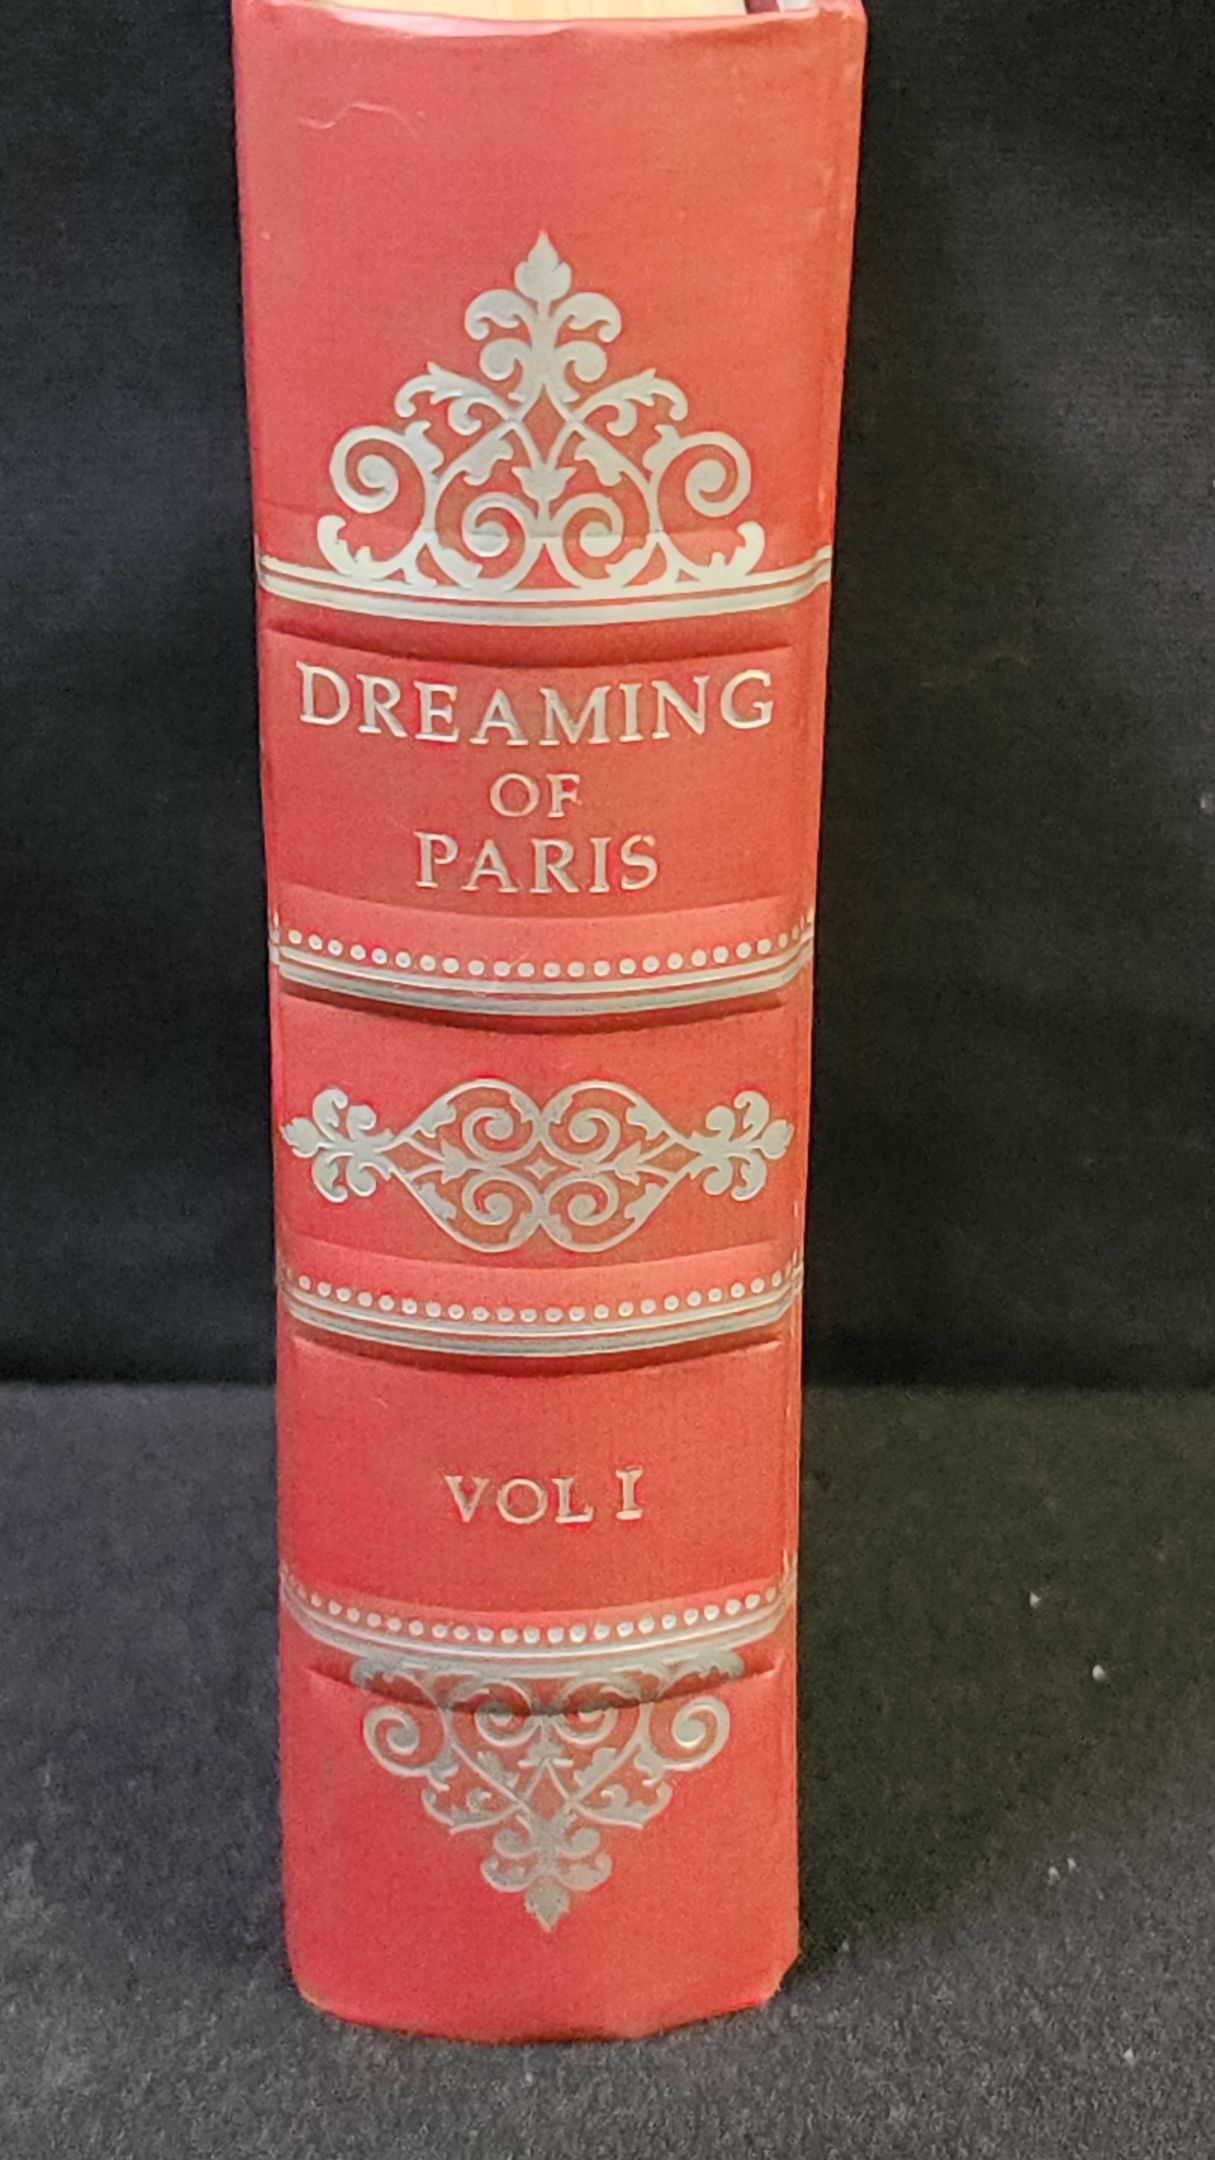 DREAMING
OF
PARIS
VOL I